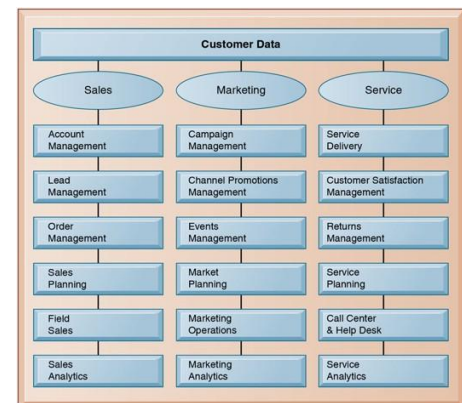 Customer Data
Sales
Marketing
Service
Account
Management
Campaign
Management
Service
Delivery
Lead
Management
Channel Promotions
Management
Customer Satisfaction
Management
Order
Management
Events
Management
Returns
Management
Sales
Planning
Market
Planning
Service
Planning
Field
Sales
Marketing
Operations
Call Center
& Help Desk
Sales
Analytics
Marketing
Analytics
Service
Analytics